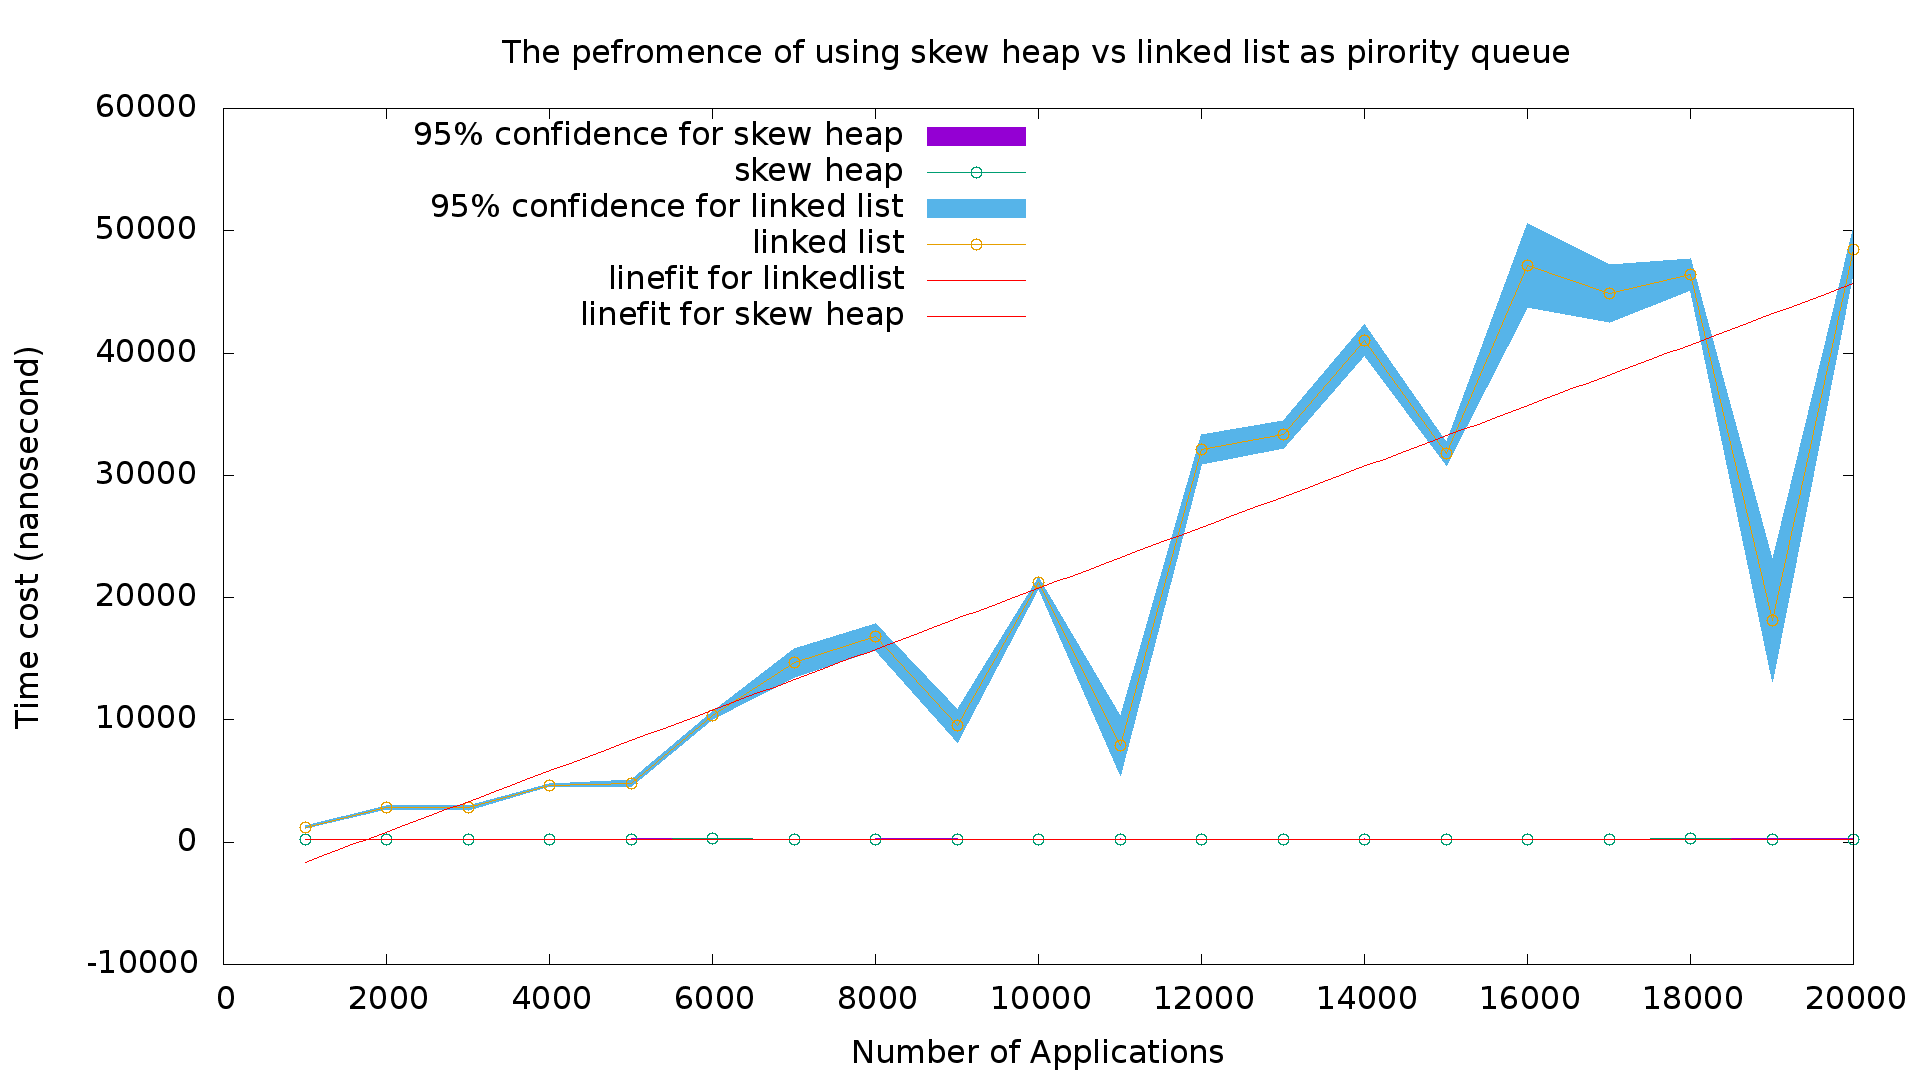 The pefromence of using skew heap vs linked list as pirority queue
60000
50000
40000
30000
20000
10000
0
-10000
95% confidence for skew heap
skew heap
95% confidence for linked list
linked list
linefit for linkedlist
linefit for skew heap
Time cost (nanosecond)
0 2000 4000 6000 8000 10000 12000 14000 16000 18000 20000
Number of Applications